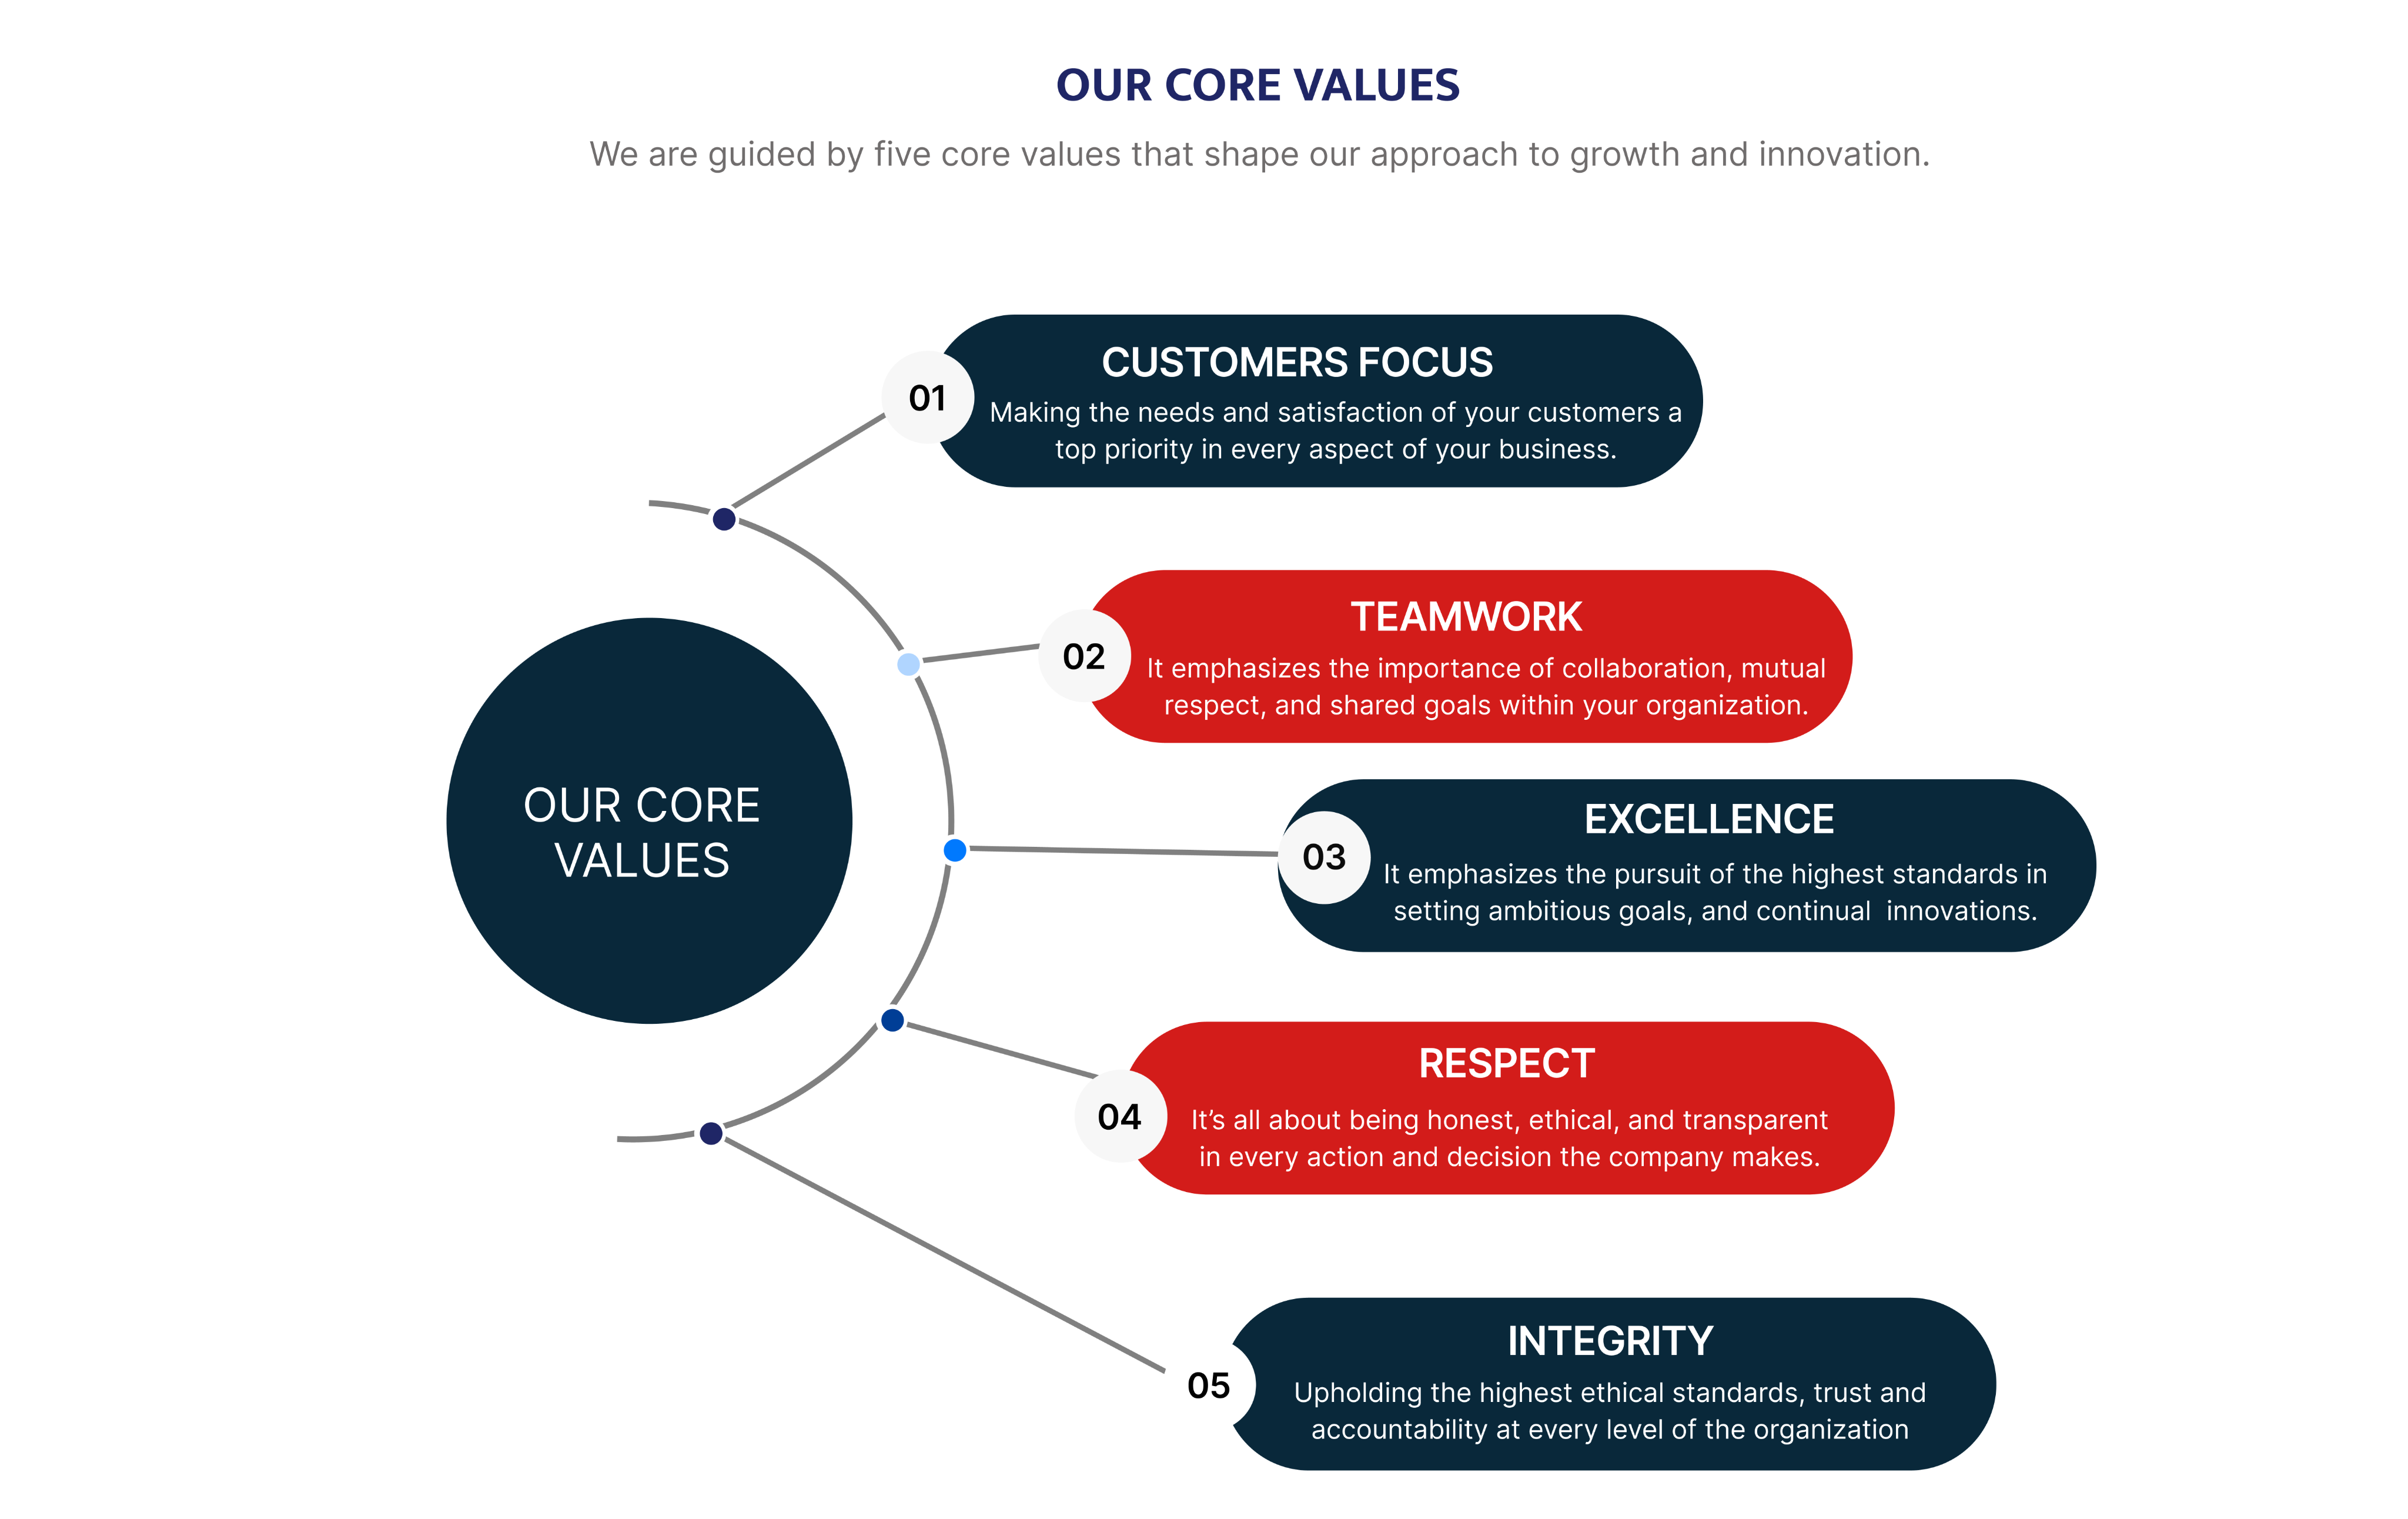 OUR CORE VALUES
We are guided by five core values that shape our approach to growth and innovation.
01
CUSTOMERS FOCUS
Making the needs and satisfaction of your customers a
top priority in every aspect of your business.
02
TEAMWORK
It emphasizes the importance of collaboration, mutual
respect, and shared goals within your organization.
OUR CORE
VALUES
03
EXCELLENCE
It emphasizes the pursuit of the highest standards in
setting ambitious goals, and continual  innovations.
04
RESPECT
It’s all about being honest, ethical, and transparent
in every action and decision the company makes.
05
INTEGRITY
Upholding the highest ethical standards, trust and
accountability at every level of the organization